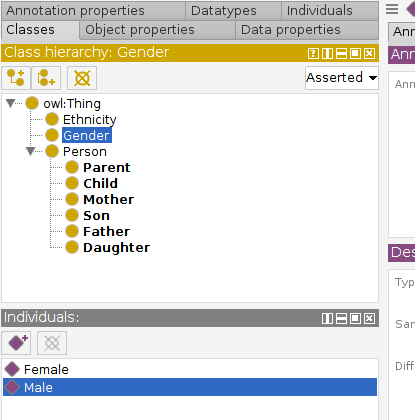 Annotation properties Datatypes Individuals
Classes Object properties Data properties
Class hierarchy: Gender
Asserted
owl:Thing
Ethnicity
Gender
Person
Parent
Child
Mother
Son
Father
Daughter
Individuals:
Female
Male
Ann
Ann
Ann
Des
Typ
San
Diff